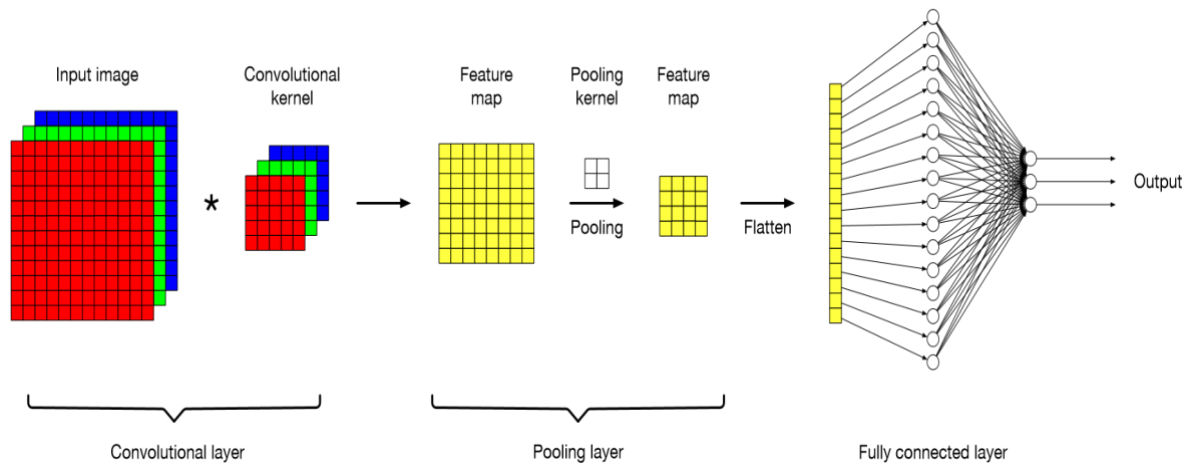 Input image
Convolutional
kernel
Feature
map
Pooling
kernel
Feature
map
*
Pooling
Flatten
Output
Convolutional layer
Pooling layer
Fully connected layer